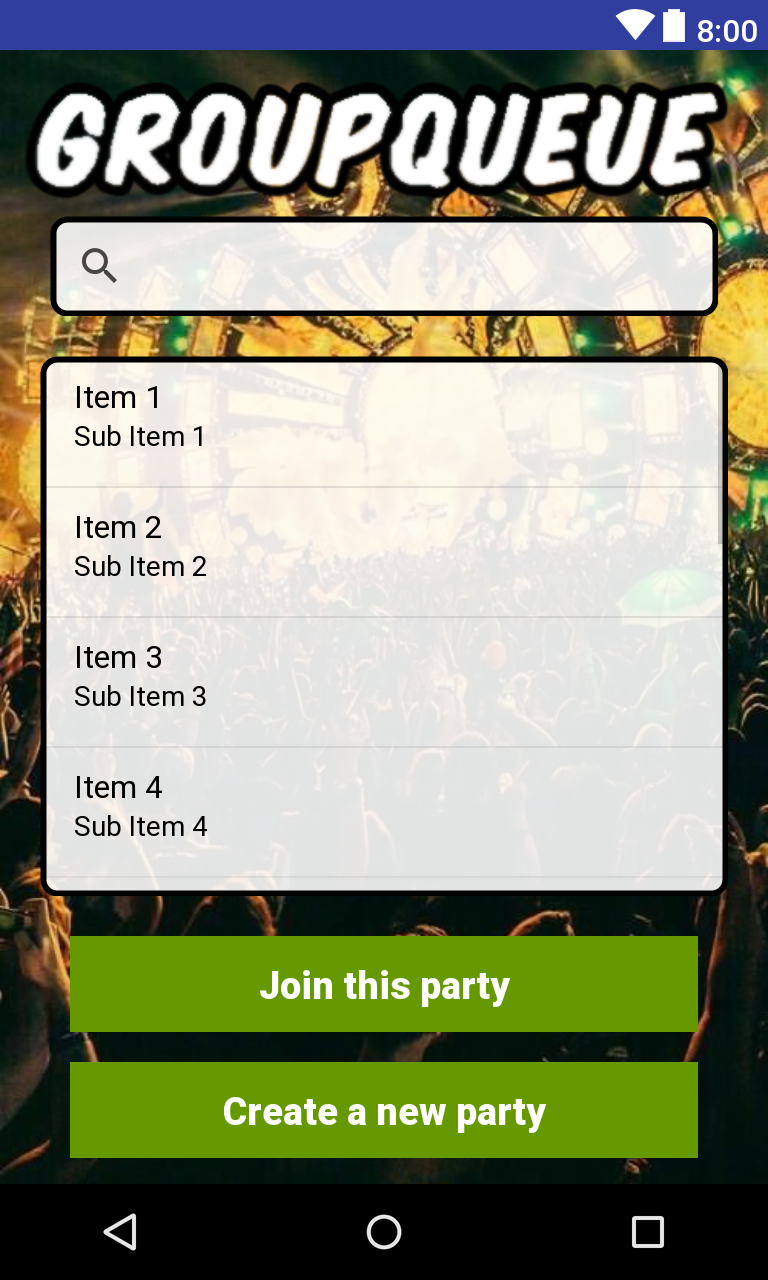 8:00
GROUPQUEUE
Item 1
Sub Item 1
Item 2
Sub Item 2
Item 3
Sub Item 3
Item 4
Sub Item 4
Join this party
Create a new party